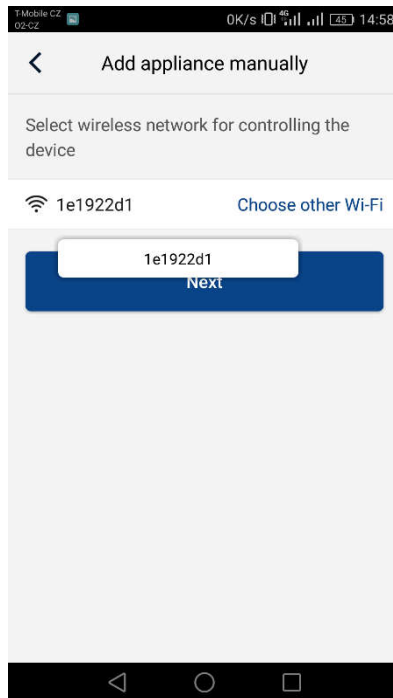 T-Mobile CZ
O2-CZ
0K/s 4G 45 14:58
Add appliance manually
Select wireless network for controlling the
device
1e1922d1 Choose other Wi-Fi
1e1922d1
Next